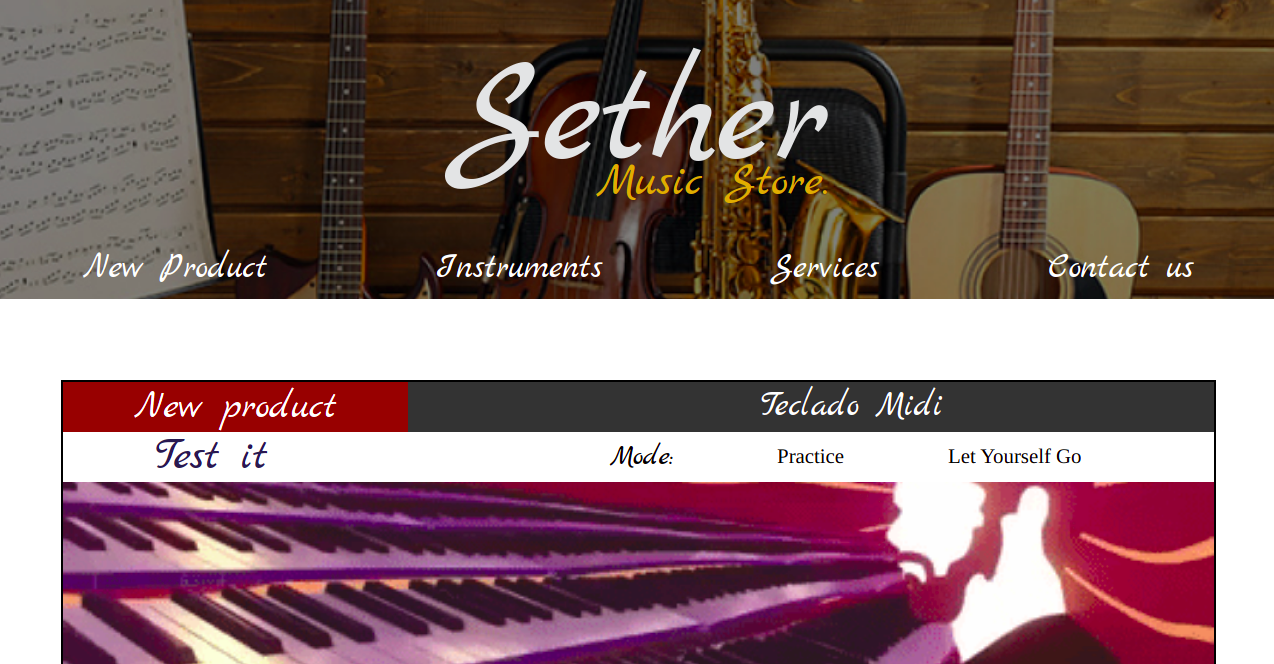 Sether
Music Store.
New Product Instruments Services Contact us
New product Teclado Midi
Test it Mode: Practice Let Yourself Go